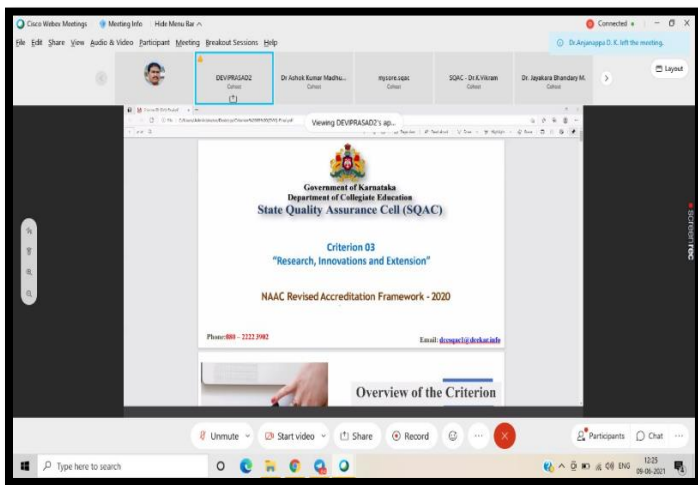 Cisco Webex Meetings Meeting Info Hide Menu Bar
Connected
File Edit Share View Audio & Video Participant Meeting Breakout Sessions Help
Dr.Anjanappa D. K. left the meeting.
DEVIPRASAD2
Cohost
Dr Ashok Kumar Madhu...
Cohost
mysore.sqac
Cohost
SQAC - Dr.K.Vikram
Cohost
Dr. Jayakara Bhandary M.
Cohost
Layout
Viewing DEVIPRASAD2's ap...
Government of Karnataka
Department of Collegiate Education
State Quality Assurance Cell (SQAC)
Criterion 03
"Research, Innovations and Extension"
NAAC Revised Accreditation Framework - 2020
Phone:080 – 2222 3902
Email:
Overview of the Criterion
screenrec
Unmute Start video Share Record
Participants Chat
Type here to search
ENG
12:25
09-06-2021